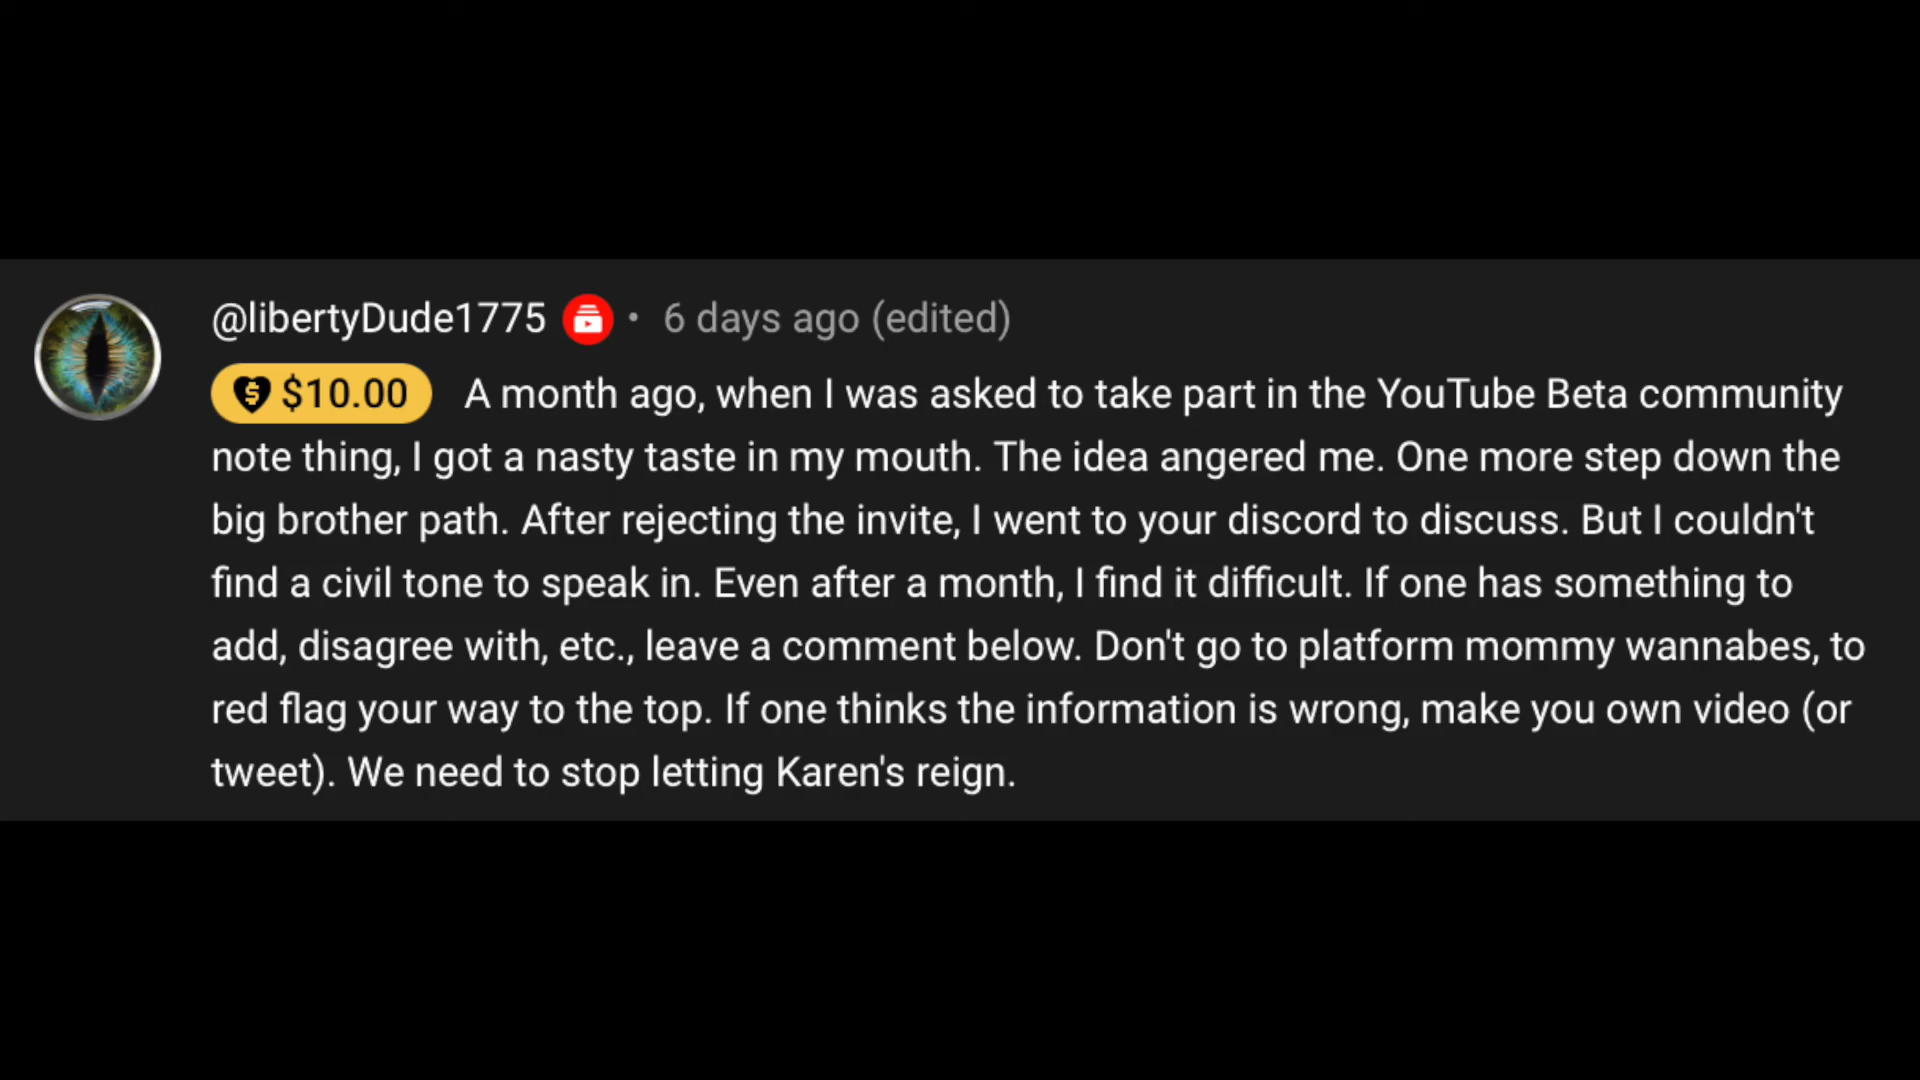 @libertyDude1775 • 6 days ago (edited)
$10.00 A month ago, when I was asked to take part in the YouTube Beta community
note thing, I got a nasty taste in my mouth. The idea angered me. One more step down the
big brother path. After rejecting the invite, I went to your discord to discuss. But I couldn't
find a civil tone to speak in. Even after a month, I find it difficult. If one has something to
add, disagree with, etc., leave a comment below. Don't go to platform mommy wannabes, to
red flag your way to the top. If one thinks the information is wrong, make you own video (or
tweet). We need to stop letting Karen's reign.